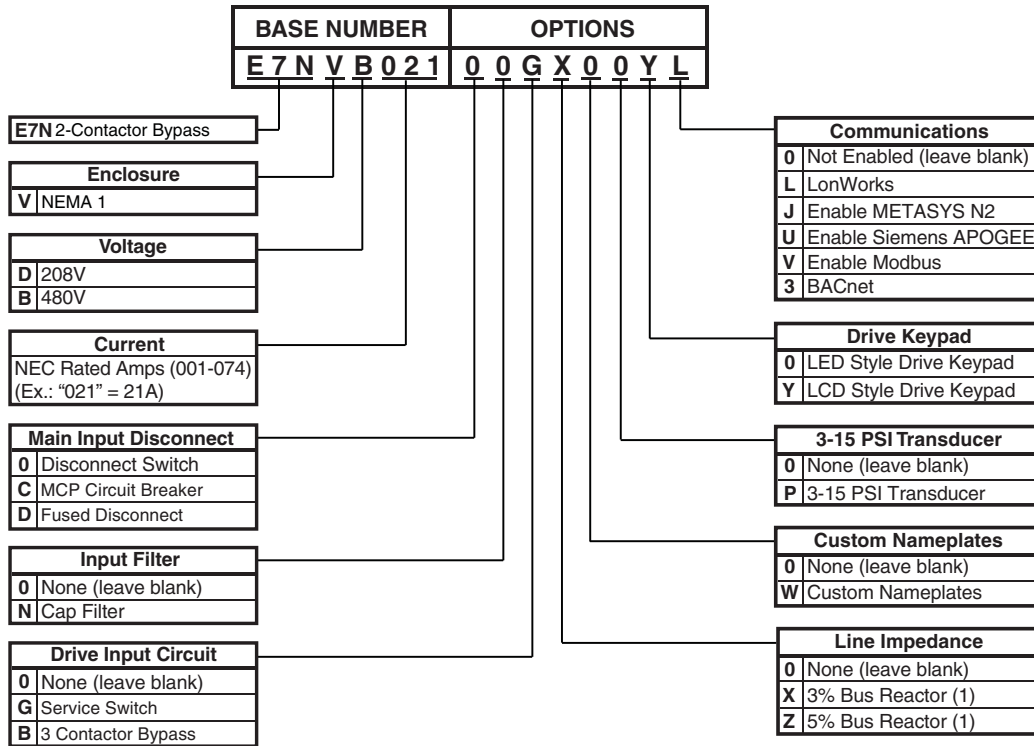 BASE NUMBER OPTIONS
E 7 N V B 0 2 1 0 0 G X 0 0 Y L
E7N 2-Contactor Bypass
Enclosure
V NEMA 1
Voltage
D 208V
B 480V
Current
NEC Rated Amps (001-074)
(Ex.: “021” = 21A)
Main Input Disconnect
0 Disconnect Switch
C MCP Circuit Breaker
D Fused Disconnect
Input Filter
0 None (leave blank)
N Cap Filter
Drive Input Circuit
0 None (leave blank)
G Service Switch
B 3 Contactor Bypass
Communications
0 Not Enabled (leave blank)
L LonWorks
J Enable METASYS N2
U Enable Siemens APOGEE
V Enable Modbus
3 BACnet
Drive Keypad
0 LED Style Drive Keypad
Y LCD Style Drive Keypad
3-15 PSI Transducer
0 None (leave blank)
P 3-15 PSI Transducer
Custom Nameplates
0 None (leave blank)
W Custom Nameplates
Line Impedance
0 None (leave blank)
X 3% Bus Reactor (1)
Z 5% Bus Reactor (1)